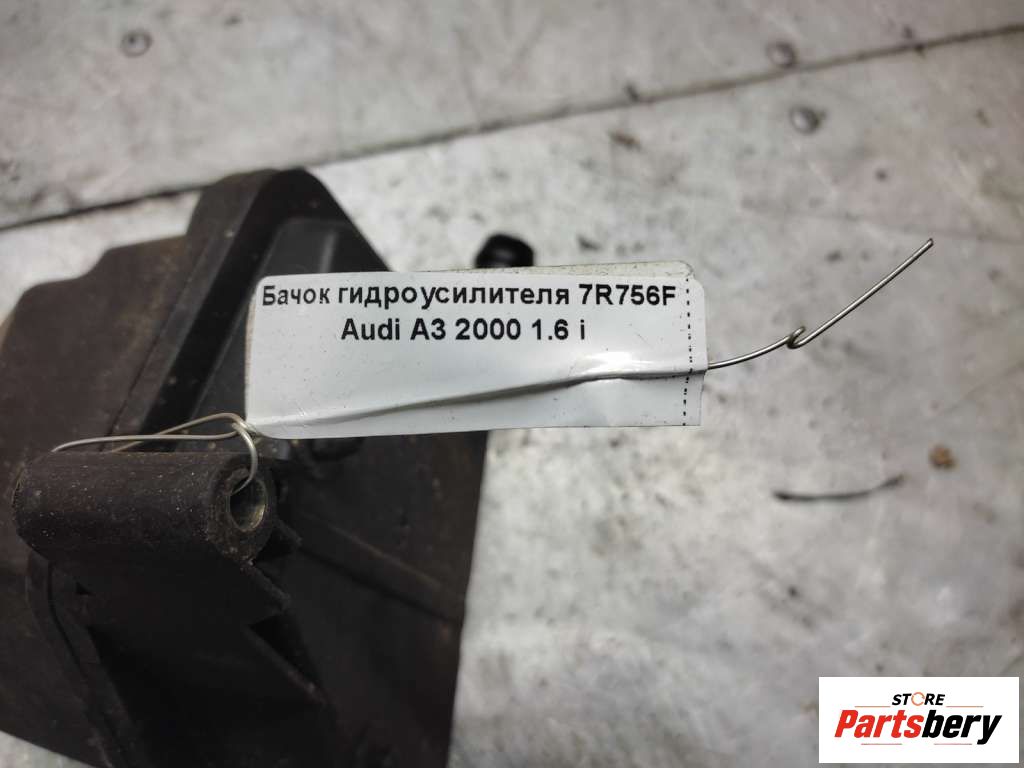 Бачок гидроусилителя 7R756F
Audi A3 2000 1.6 i
STORE
Partsbery